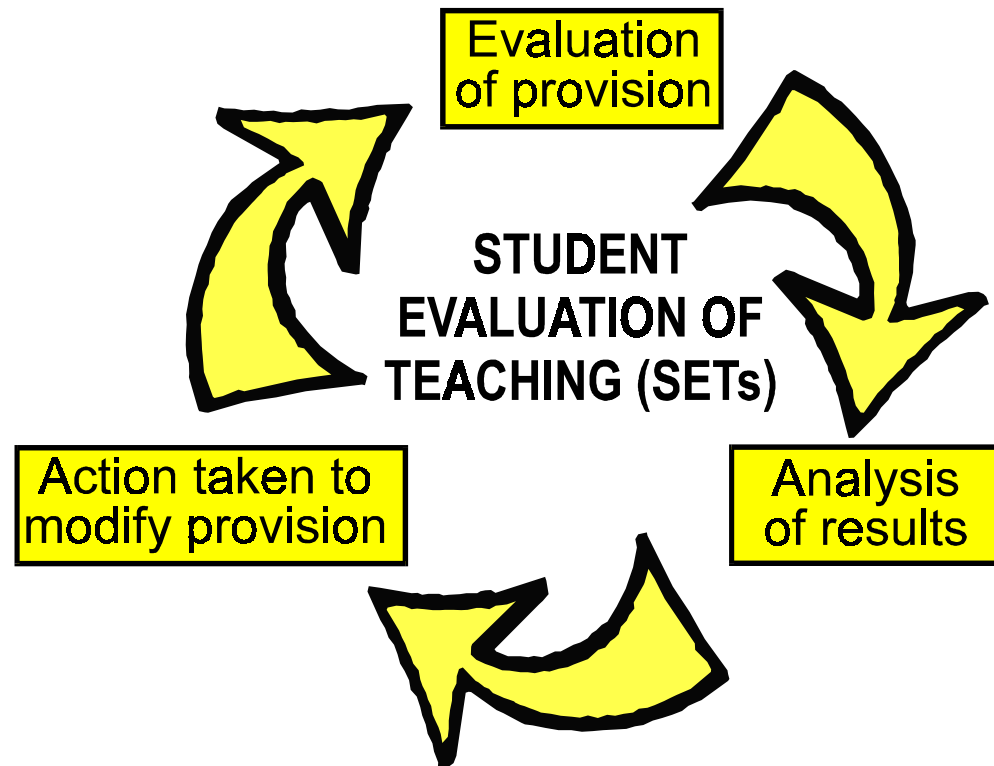 Evaluation
of provision
STUDENT
EVALUATION OF
TEACHING (SETs)
Action taken to
modify provision
Analysis
of results